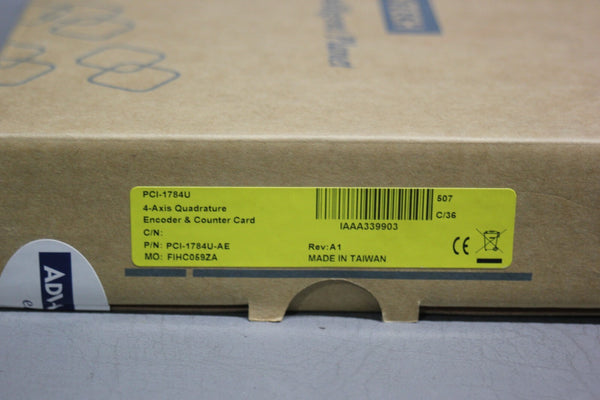 PCI-1784U
4-Axis Quadrature
Encoder & Counter Card
C/N:
P/N: PCI-1784U-AE
MO: FIHC059ZA
507
C/36
IAAA339903
Rev:A1
MADE IN TAIWAN
CE